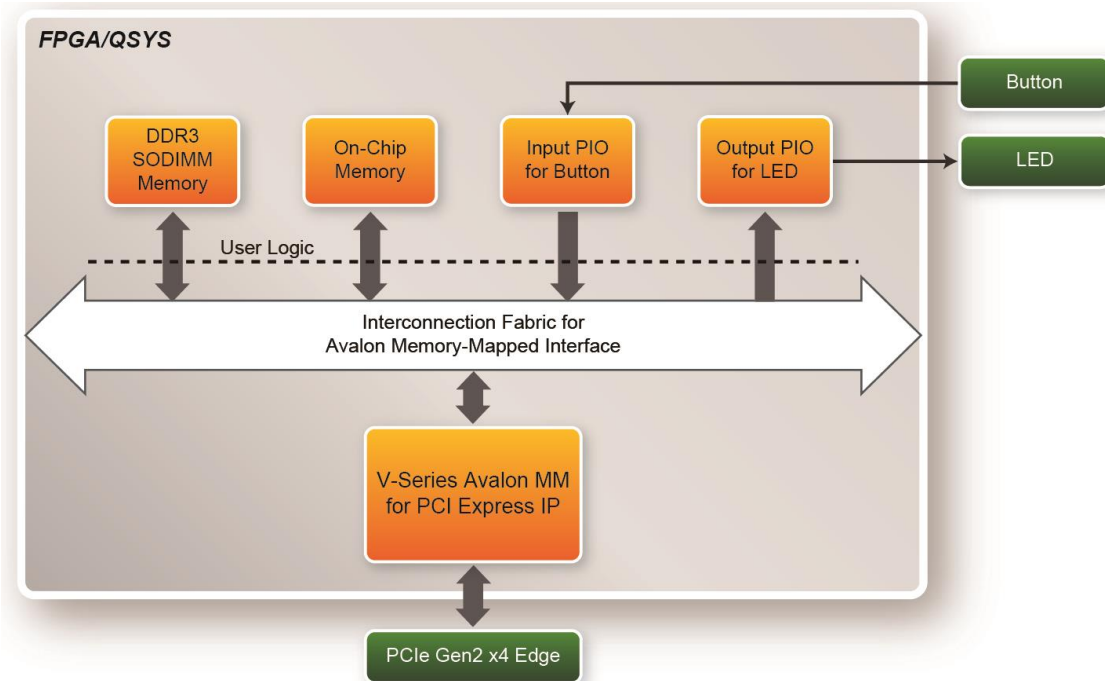 FPGA/QSYS
Button
LED
DDR3
SODIMM
Memory
On-Chip
Memory
Input PIO
for Button
Output PIO
for LED
User Logic
Interconnection Fabric for
Avalon Memory-Mapped Interface
V-Series Avalon MM
for PCI Express IP
PCIe Gen2 x4 Edge